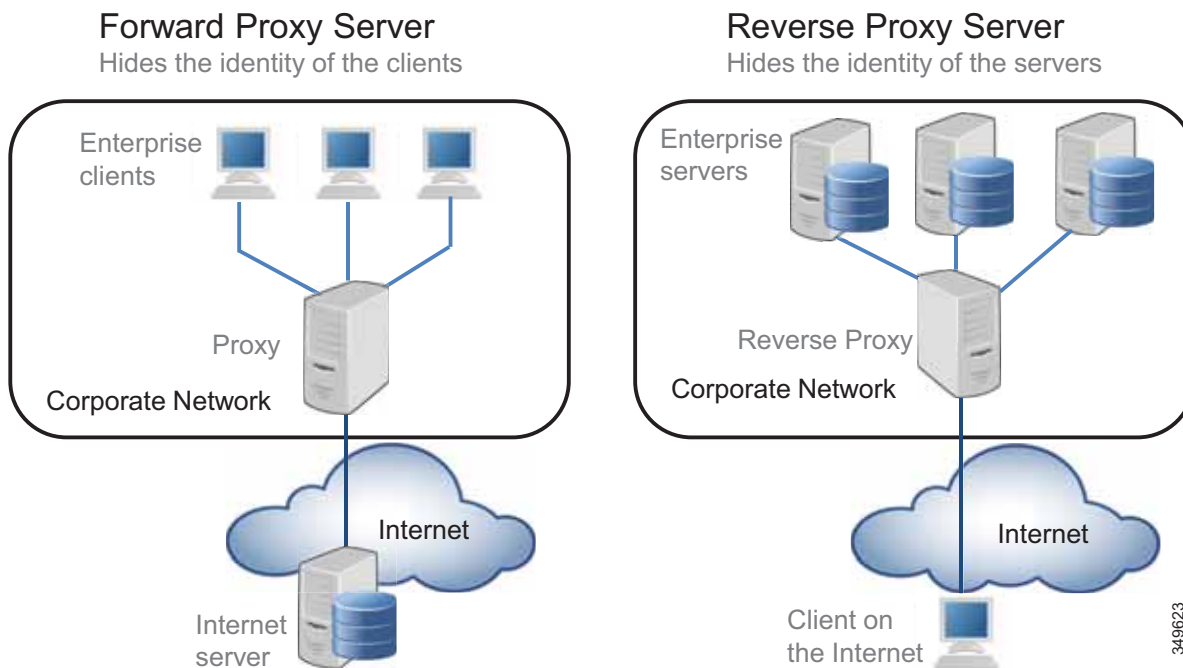 Forward Proxy Server
Hides the identity of the clients
Enterprise
clients
Proxy
Corporate Network
Internet
Internet
server
Reverse Proxy Server
Hides the identity of the servers
Enterprise
servers
Reverse Proxy
Corporate Network
Internet
Client on
the Internet
349623